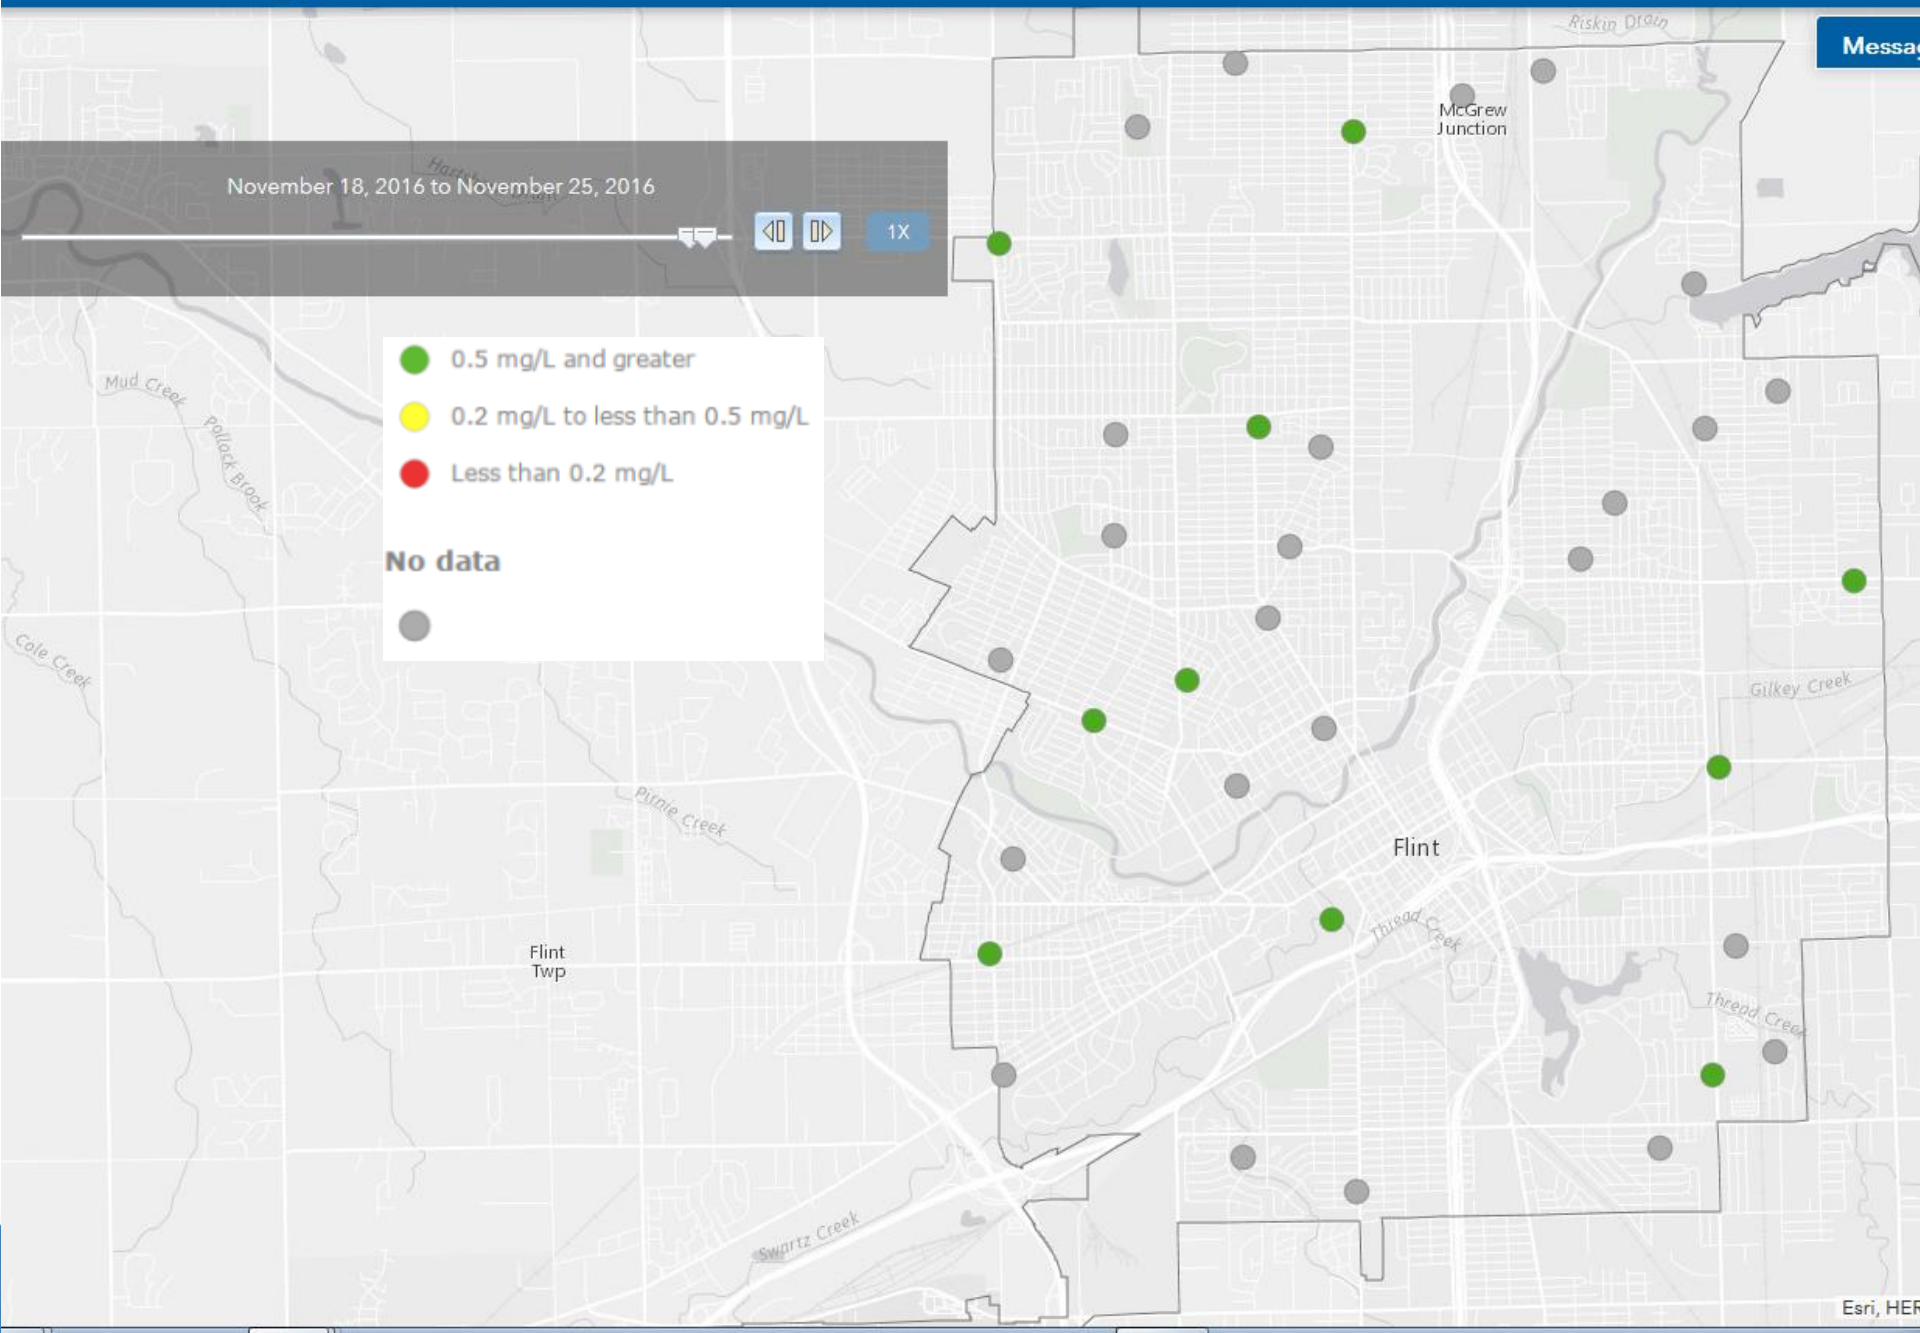 Riskin Drain
Messag
McGrew
Junction
November 18, 2016 to November 25, 2016
1X
0.5 mg/L and greater
0.2 mg/L to less than 0.5 mg/L
Less than 0.2 mg/L
No data
Mud Creek
Pollock Brook
Cole Creek
Gilkey Creek
Pirnie Creek
Flint
Thread Creek
Flint
Twp
Thread Creek
Swartz Creek
Esri, HER